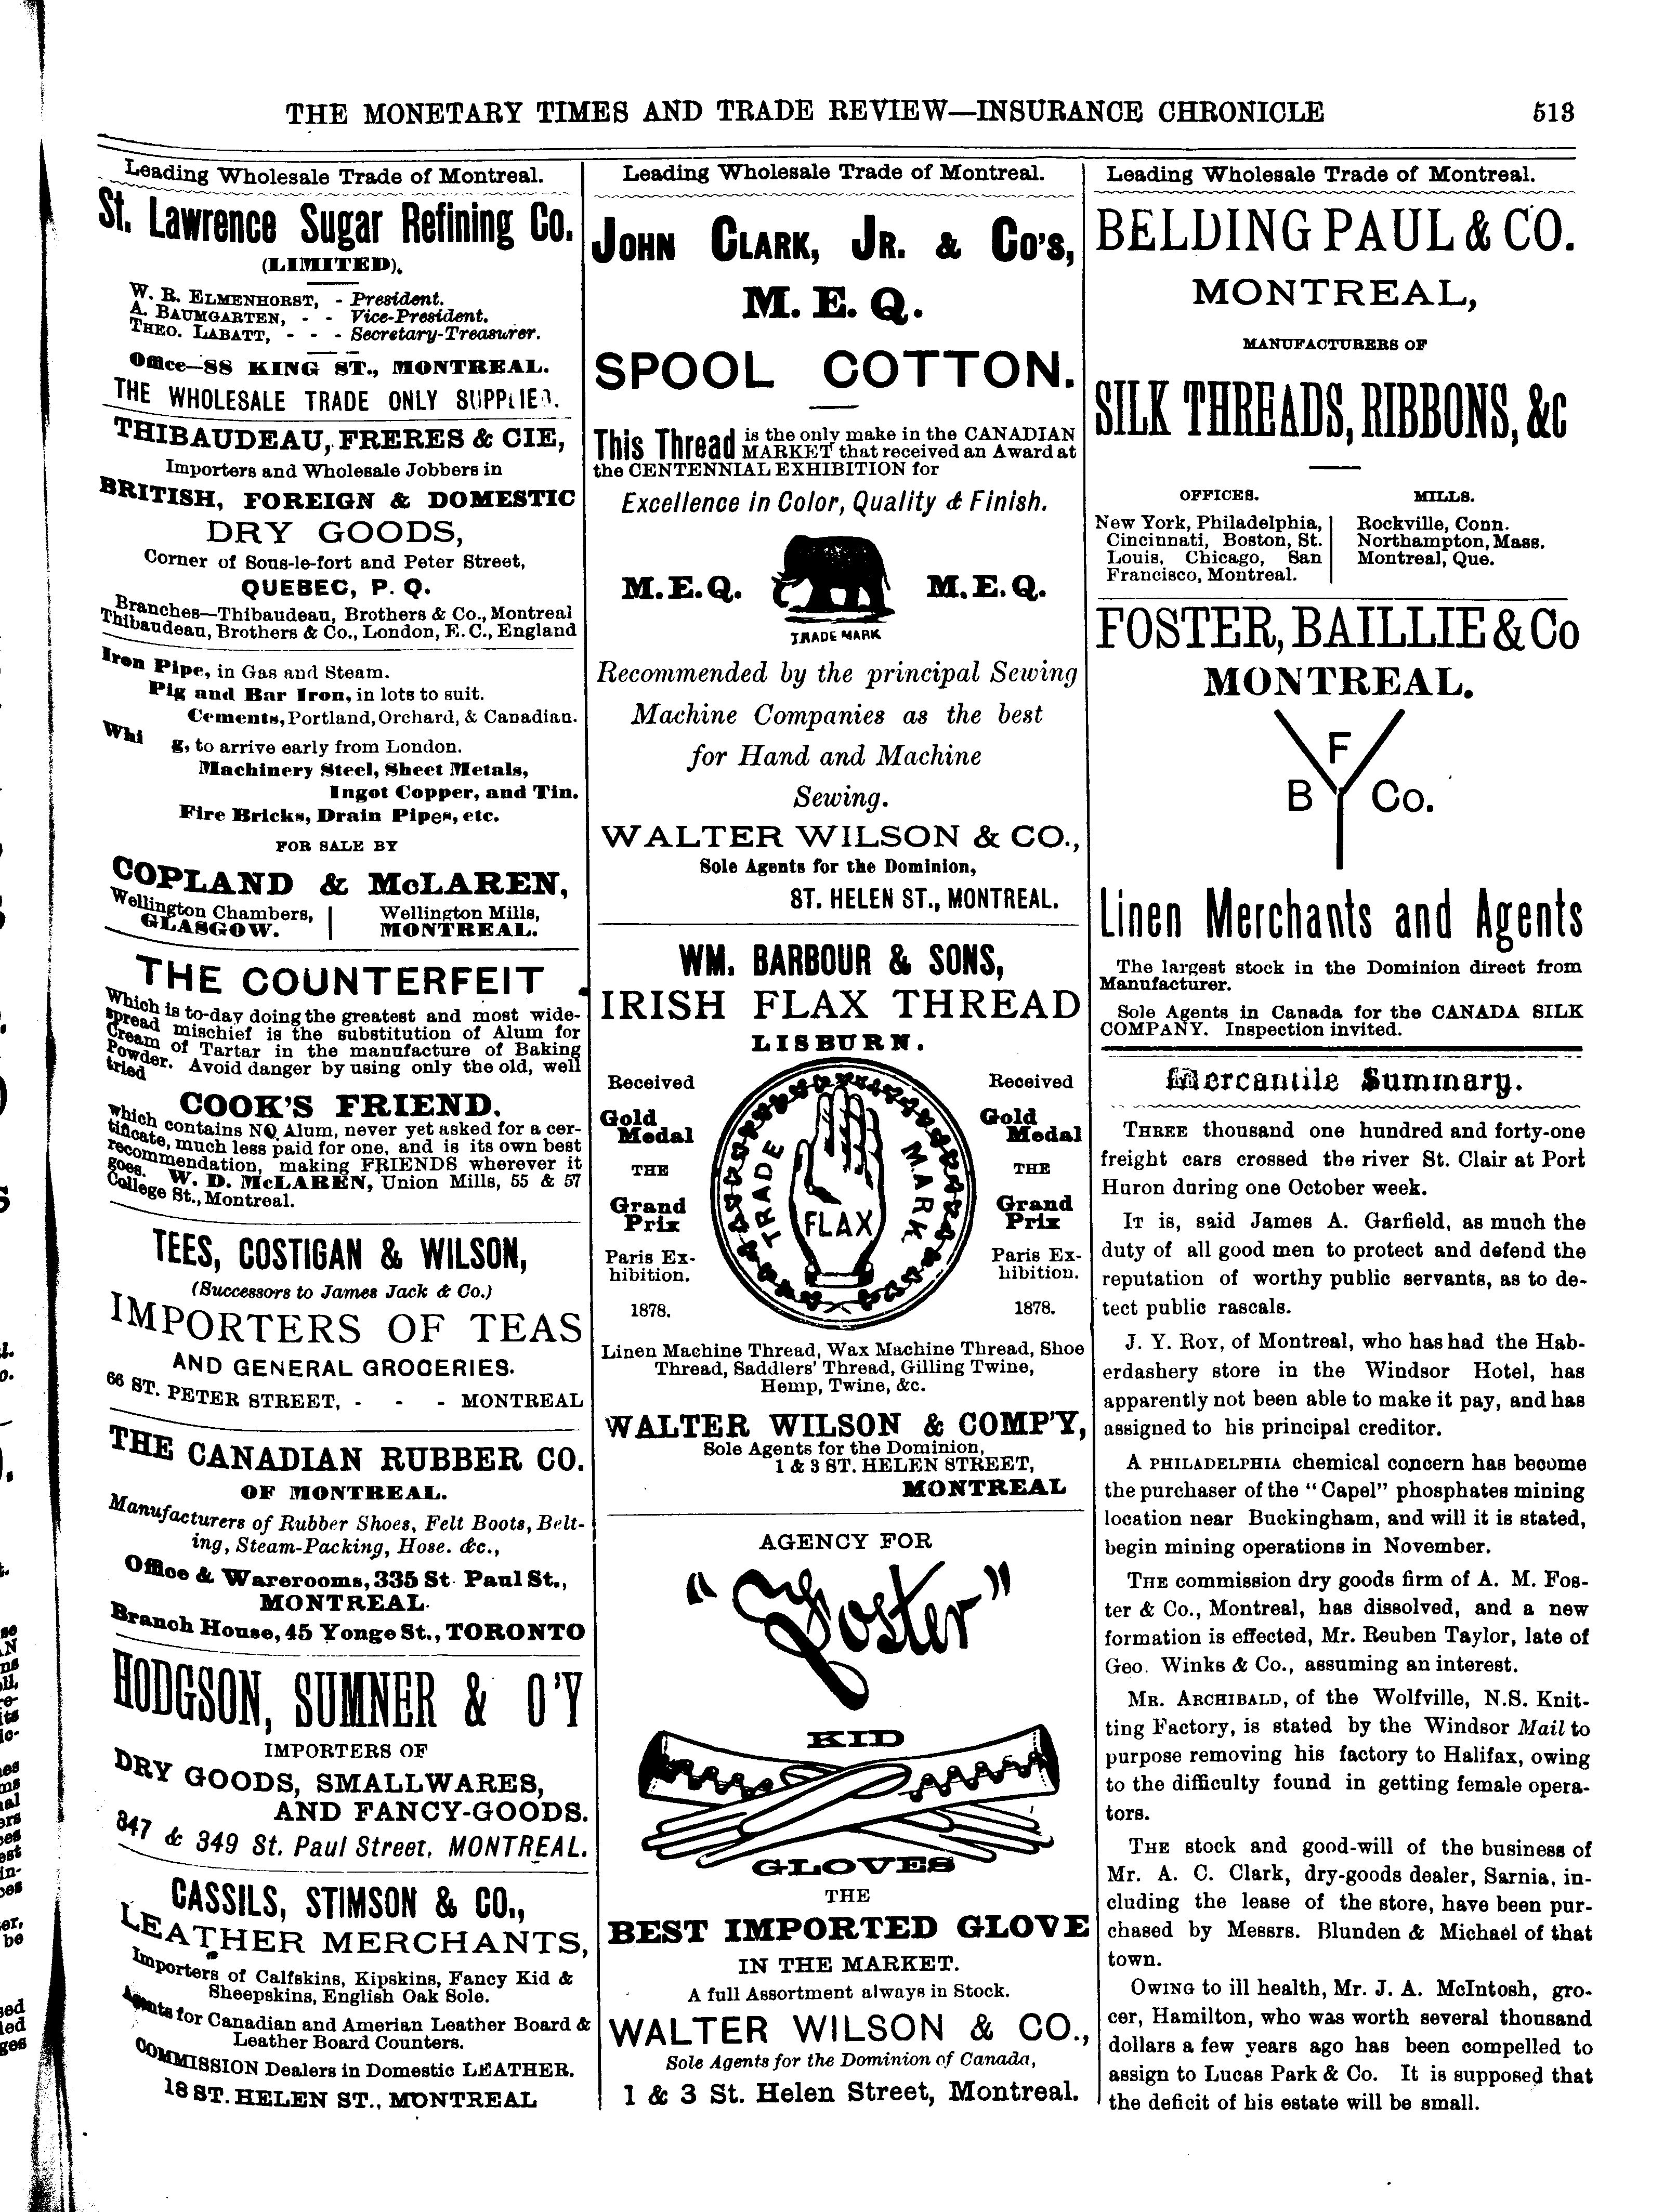 THE MONETARY TIMES AND TRADE REVIEW—INSURANCE CHRONICLE 513
Leading Wholesale Trade of Montreal.
St. Lawrence Sugar Refining Co.
(LIMITED),
W. R. ELMENHORST, - President.
A. BAUMGARTEN, - - Vice-President.
THEO. LABATT, - - - Secretary-Treasurer.
Office—88 KING ST., MONTREAL.
THE WHOLESALE TRADE ONLY SUPPLIED.
THIBAUDEAU, FRERES & CIE,
Importers and Wholesale Jobbers in
BRITISH, FOREIGN & DOMESTIC
DRY GOODS,
Corner of Sous-le-fort and Peter Street,
QUEBEC, P. Q.
Branches—Thibaudeau, Brothers & Co., Montreal
Thibaudeau, Brothers & Co., London, E. C., England
Iron Pipe, in Gas and Steam.
Pig and Bar Iron, in lots to suit.
Cements, Portland, Orchard, & Canadian.
Whi g, to arrive early from London.
Machinery Steel, Sheet Metals,
Ingot Copper, and Tin.
Fire Bricks, Drain Pipes, etc.
FOR SALE BY
COPLAND & McLAREN,
Wellington Chambers, | Wellington Mills,
GLASGOW. | MONTREAL.
THE COUNTERFEIT
Which is to-day doing the greatest and most wide-
spread mischief is the substitution of Alum for
Cream of Tartar in the manufacture of Baking
Powder. Avoid danger by using only the old, well
tried
COOK'S FRIEND.
which contains NO Alum, never yet asked for a cer-
tificate, much less paid for one, and is its own best
recommendation, making FRIENDS wherever it
goes. W. D. McLAREN, Union Mills, 55 & 57
College St., Montreal.
TEES, COSTIGAN & WILSON,
(Successors to James Jack & Co.)
IMPORTERS OF TEAS
AND GENERAL GROCERIES.
66 ST. PETER STREET, - - - MONTREAL
THE CANADIAN RUBBER CO.
OF MONTREAL.
Manufacturers of Rubber Shoes, Felt Boots, Belt-
ing, Steam-Packing, Hose. &c.,
Office & Warerooms, 335 St. Paul St.,
MONTREAL.
Branch House, 45 Yonge St., TORONTO
HODGSON, SUMNER & O'Y
IMPORTERS OF
DRY GOODS, SMALLWARES,
AND FANCY-GOODS.
347 & 349 St. Paul Street, MONTREAL.
CASSILS, STIMSON & CO.,
LEATHER MERCHANTS,
Importers of Calfskins, Kipskins, Fancy Kid &
Sheepskins, English Oak Sole.
Agents for Canadian and Amerian Leather Board &
Leather Board Counters.
COMMISSION Dealers in Domestic LEATHER.
18 ST. HELEN ST., MONTREAL
Leading Wholesale Trade of Montreal.
JOHN CLARK, JR. & CO'S,
M. E. Q.
SPOOL COTTON.
This Thread is the only make in the CANADIAN
MARKET that received an Award at
the CENTENNIAL EXHIBITION for
Excellence in Color, Quality & Finish.
M. E. Q. M. E. Q.
TRADE MARK
Recommended by the principal Sewing
Machine Companies as the best
for Hand and Machine
Sewing.
WALTER WILSON & CO.,
Sole Agents for the Dominion,
ST. HELEN ST., MONTREAL.
WM. BARBOUR & SONS,
IRISH FLAX THREAD
LISBURN.
Received
Gold
Medal
THE
Grand
Prix
Paris Ex-
hibition.
1878.
TRADE MARK
FLAX
Received
Gold
Medal
THE
Grand
Prix
Paris Ex-
hibition.
1878.
Linen Machine Thread, Wax Machine Thread, Shoe
Thread, Saddlers' Thread, Gilling Twine,
Hemp, Twine, &c.
WALTER WILSON & COMP'Y,
Sole Agents for the Dominion,
1 & 3 ST. HELEN STREET,
MONTREAL
AGENCY FOR
"Foster"
KID
GLOVES
THE
BEST IMPORTED GLOVE
IN THE MARKET.
A full Assortment always in Stock.
WALTER WILSON & CO.,
Sole Agents for the Dominion of Canada,
1 & 3 St. Helen Street, Montreal.
Leading Wholesale Trade of Montreal.
BELDING PAUL & CO.
MONTREAL,
MANUFACTURERS OF
SILK THREADS, RIBBONS, &C
OFFICES. MILLS.
New York, Philadelphia, | Rockville, Conn.
Cincinnati, Boston, St. | Northampton, Mass.
Louis, Chicago, San | Montreal, Que.
Francisco, Montreal.
FOSTER, BAILLIE & Co
MONTREAL.
F
B Co.
Linen Merchants and Agents
The largest stock in the Dominion direct from
Manufacturer.
Sole Agents in Canada for the CANADA SILK
COMPANY. Inspection invited.
Mercantile Summary.
THREE thousand one hundred and forty-one
freight cars crossed the river St. Clair at Port
Huron during one October week.
IT is, said James A. Garfield, as much the
duty of all good men to protect and defend the
reputation of worthy public servants, as to de-
tect public rascals.
J. Y. ROY, of Montreal, who has had the Hab-
erdashery store in the Windsor Hotel, has
apparently not been able to make it pay, and has
assigned to his principal creditor.
A PHILADELPHIA chemical concern has become
the purchaser of the "Capel" phosphates mining
location near Buckingham, and will it is stated,
begin mining operations in November.
THE commission dry goods firm of A. M. Fos-
ter & Co., Montreal, has dissolved, and a new
formation is effected, Mr. Reuben Taylor, late of
Geo. Winks & Co., assuming an interest.
MR. ARCHIBALD, of the Wolfville, N.S. Knit-
ting Factory, is stated by the Windsor Mail to
purpose removing his factory to Halifax, owing
to the difficulty found in getting female opera-
tors.
THE stock and good-will of the business of
Mr. A. C. Clark, dry-goods dealer, Sarnia, in-
cluding the lease of the store, have been pur-
chased by Messrs. Blunden & Michael of that
town.
OWING to ill health, Mr. J. A. McIntosh, gro-
cer, Hamilton, who was worth several thousand
dollars a few years ago has been compelled to
assign to Lucas Park & Co. It is supposed that
the deficit of his estate will be small.